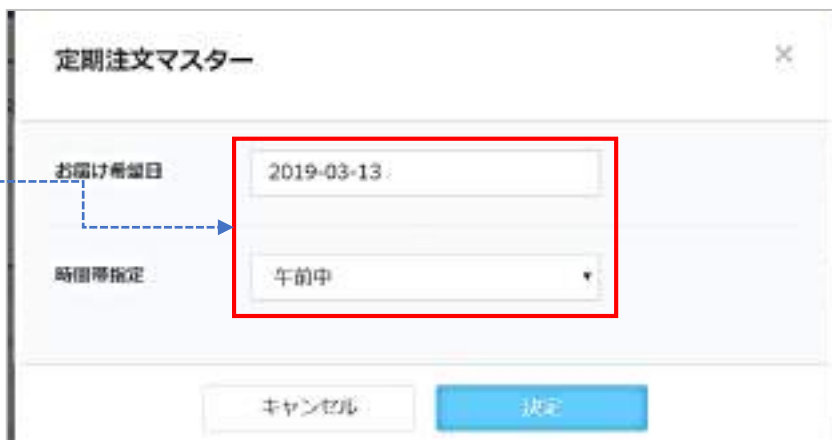 定期注文マスター ×
お届け希望日 2019-03-13
時間帯指定 午前中
キャンセル 決定